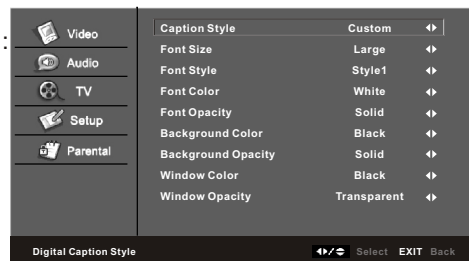 Video
Audio
TV
Setup
Parental
Caption Style Custom
Font Size Large
Font Style Style1
Font Color White
Font Opacity Solid
Background Color Black
Background Opacity Solid
Window Color Black
Window Opacity Transparent
Digital Caption Style Select EXIT Back